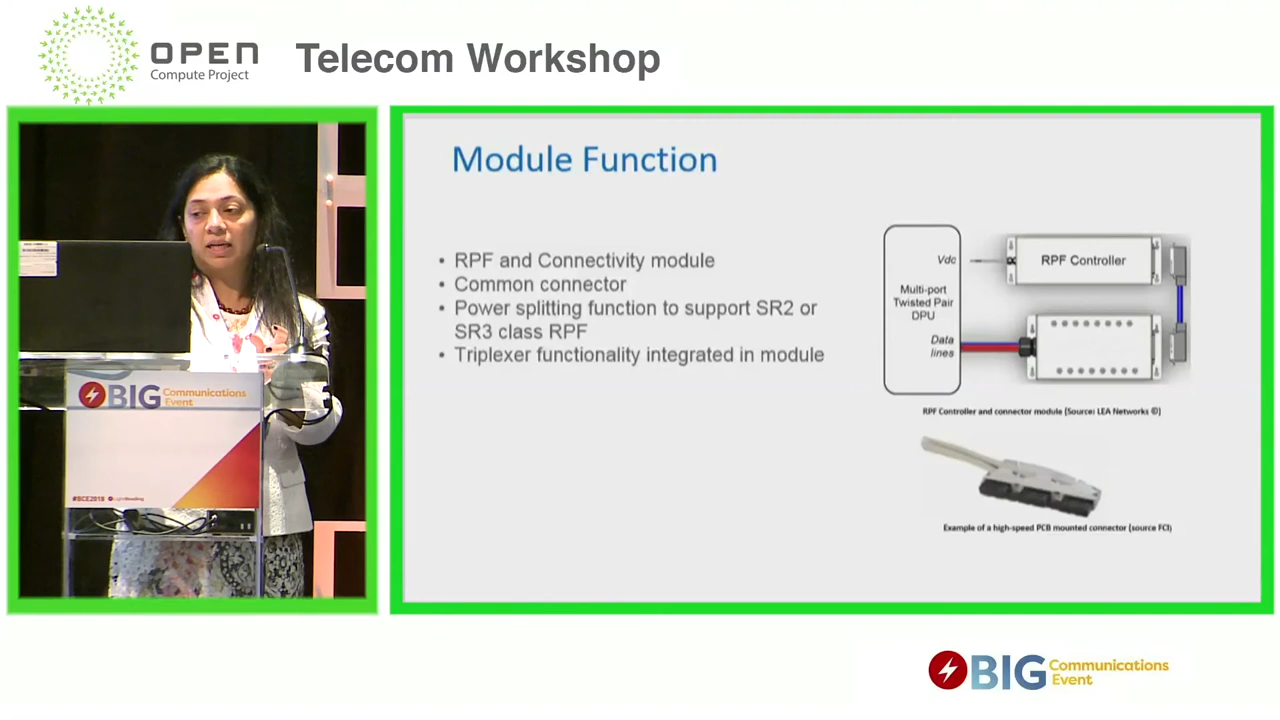 OPEN
Compute Project
Telecom Workshop
BIG Communications
Event
#BCE2018 LightReading
Module Function
• RPF and Connectivity module
• Common connector
• Power splitting function to support SR2 or
SR3 class RPF
• Triplexer functionality integrated in module
Vdc
RPF Controller
Multi-port
Twisted Pair
DPU
Data
lines
RPF Controller and connector module (Source: LEA Networks ©)
Example of a high-speed PCB mounted connector (source FCI)
BIG Communications
Event